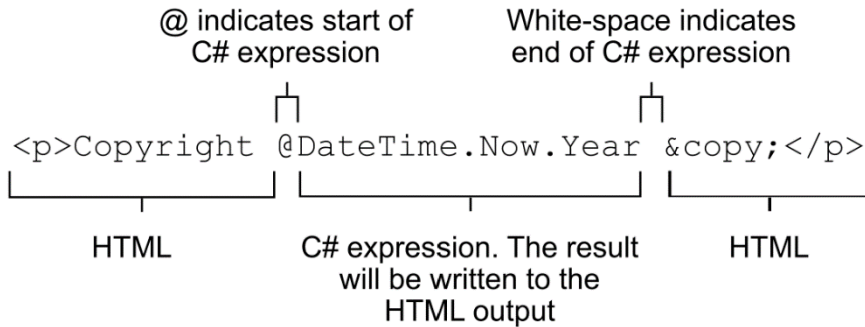 @ indicates start of
C# expression
White-space indicates
end of C# expression
<p>Copyright @DateTime.Now.Year &copy;</p>
HTML
C# expression. The result
will be written to the
HTML output
HTML